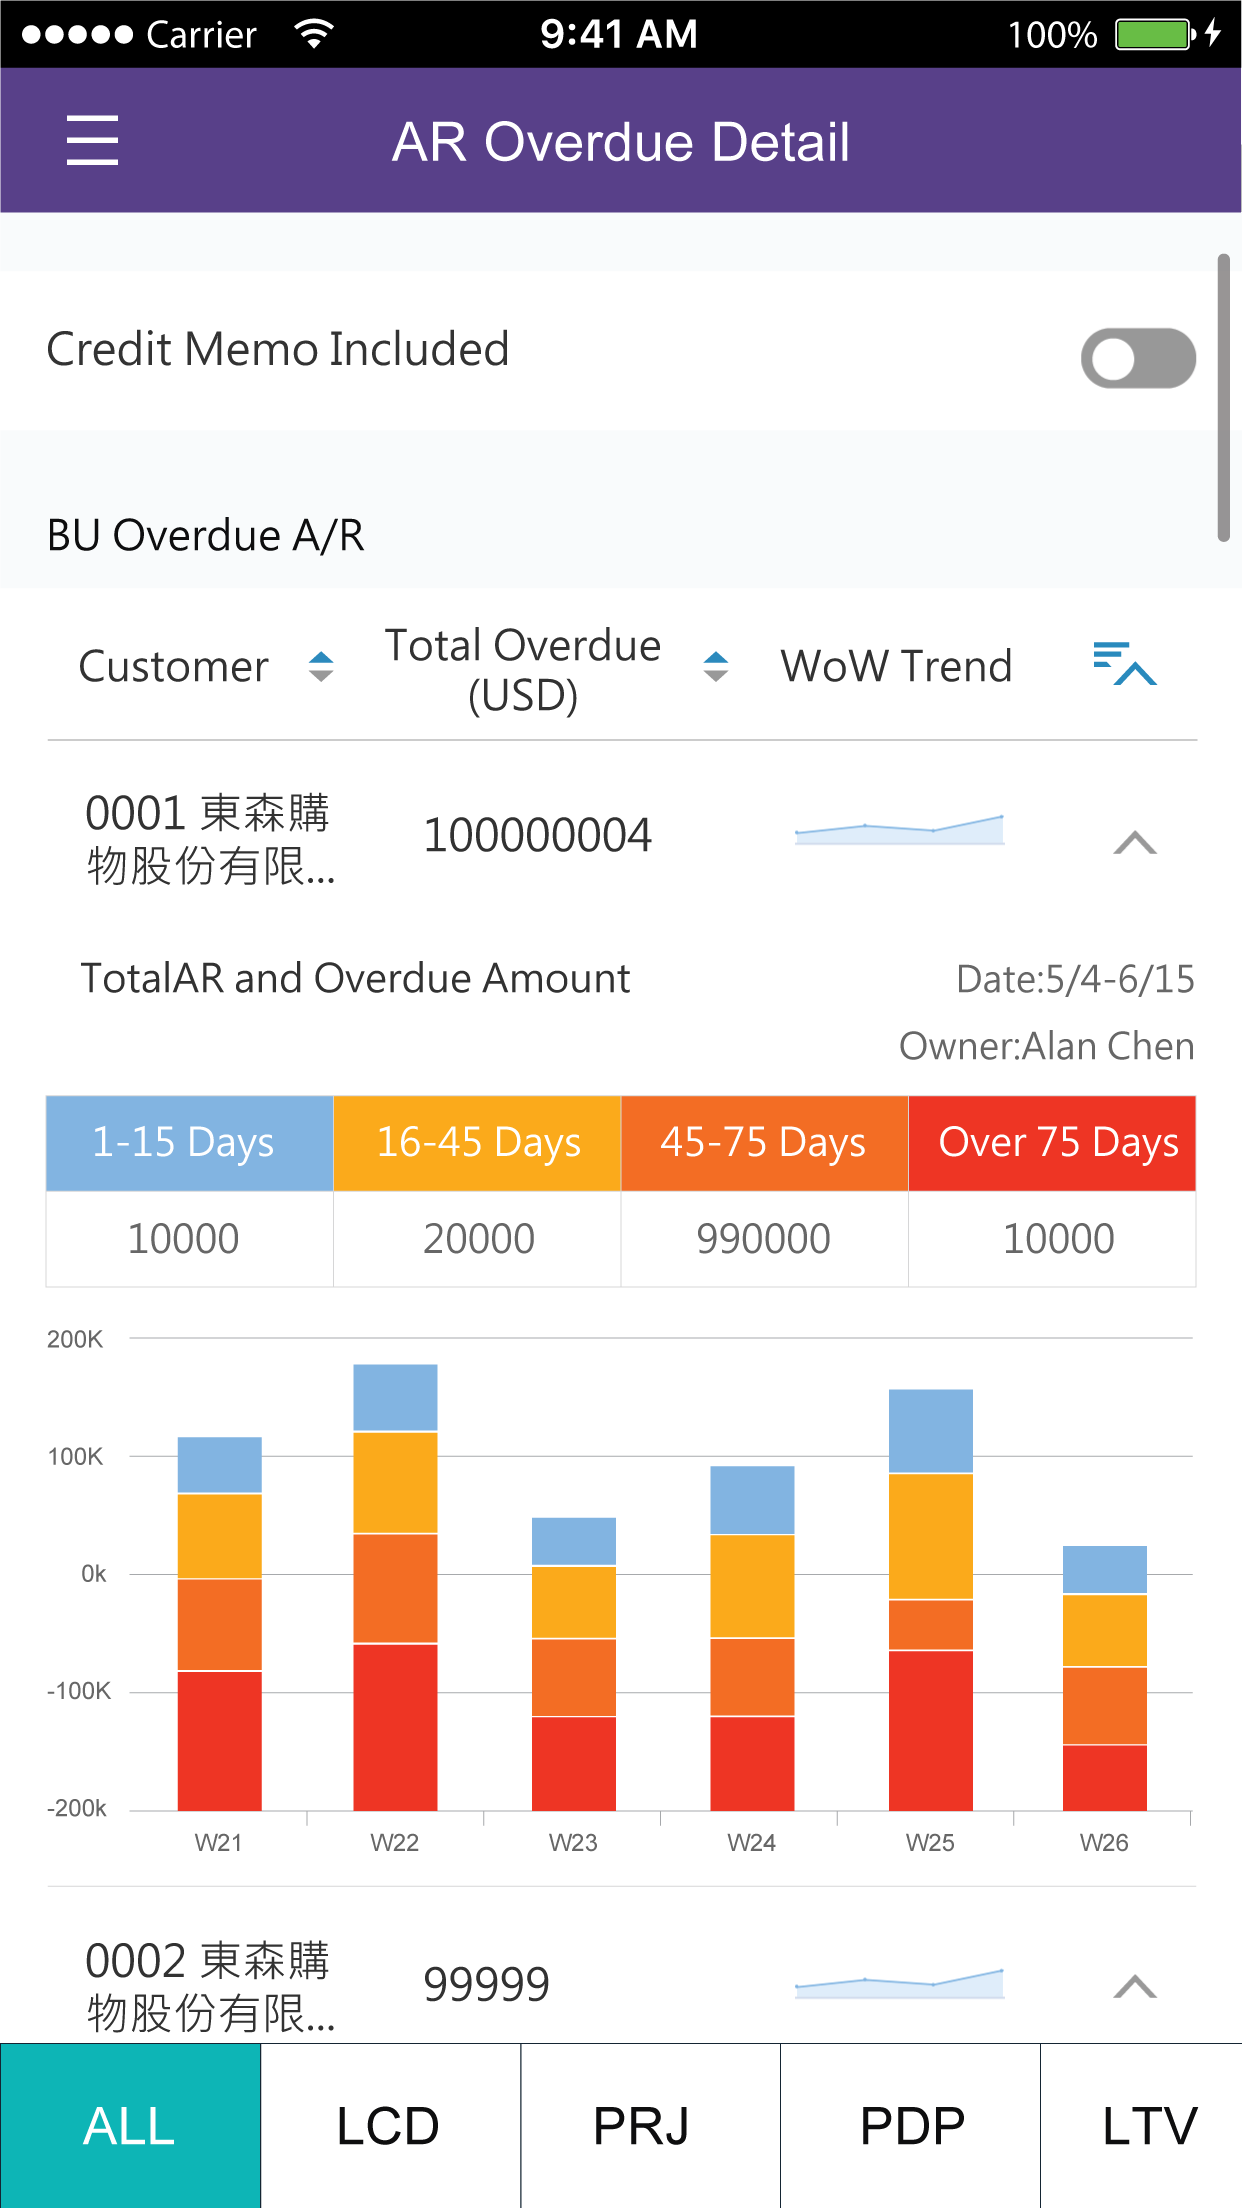 Carrier 9:41 AM 100%
AR Overdue Detail
Credit Memo Included
BU Overdue A/R
Customer Total Overdue (USD) WoW Trend
0001 東森購
物股份有限...
100000004
TotalAR and Overdue Amount
Date:5/4-6/15
Owner:Alan Chen
1-15 Days 16-45 Days 45-75 Days Over 75 Days
10000 20000 990000 10000
200K
100K
0k
-100K
-200k
W21 W22 W23 W24 W25 W26
0002 東森購
物股份有限...
99999
ALL LCD PRJ PDP LTV